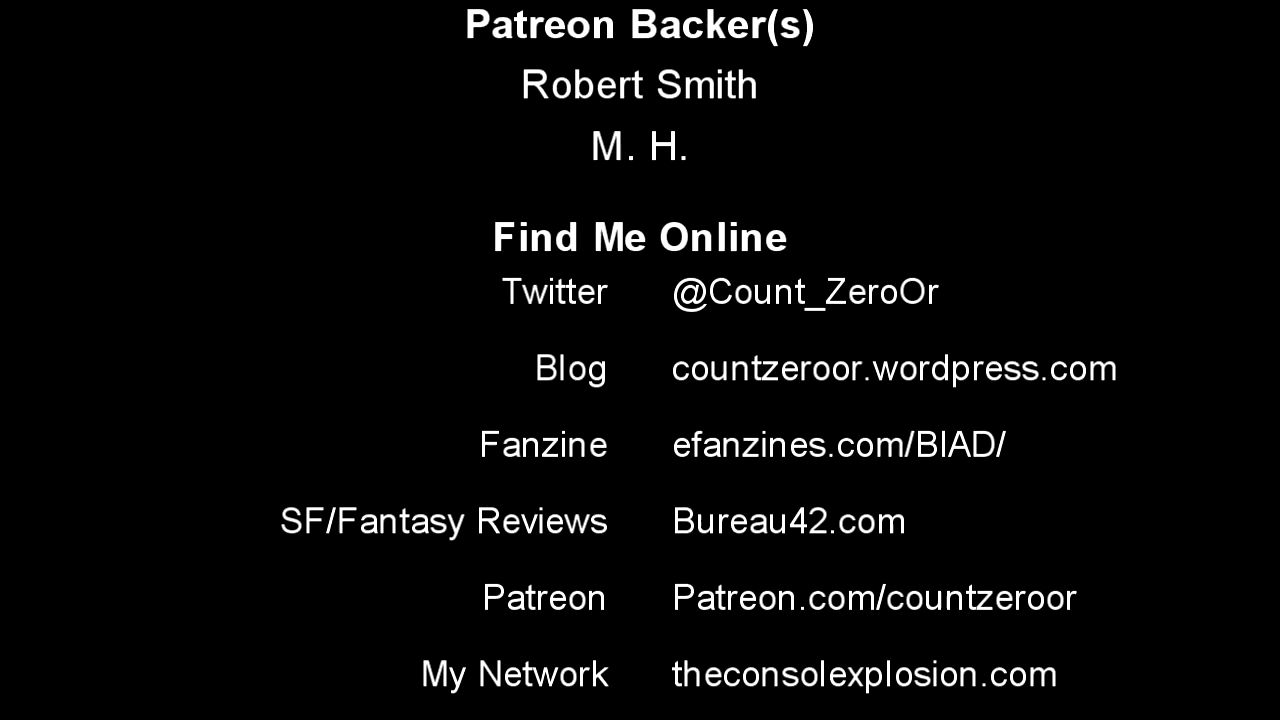 Patreon Backer(s)
Robert Smith
M. H.
Find Me Online
Twitter @Count_ZeroOr
Blog countzeroor.wordpress.com
Fanzine efanzines.com/BIAD/
SF/Fantasy Reviews Bureau42.com
Patreon Patreon.com/countzeroor
My Network theconsolexplosion.com